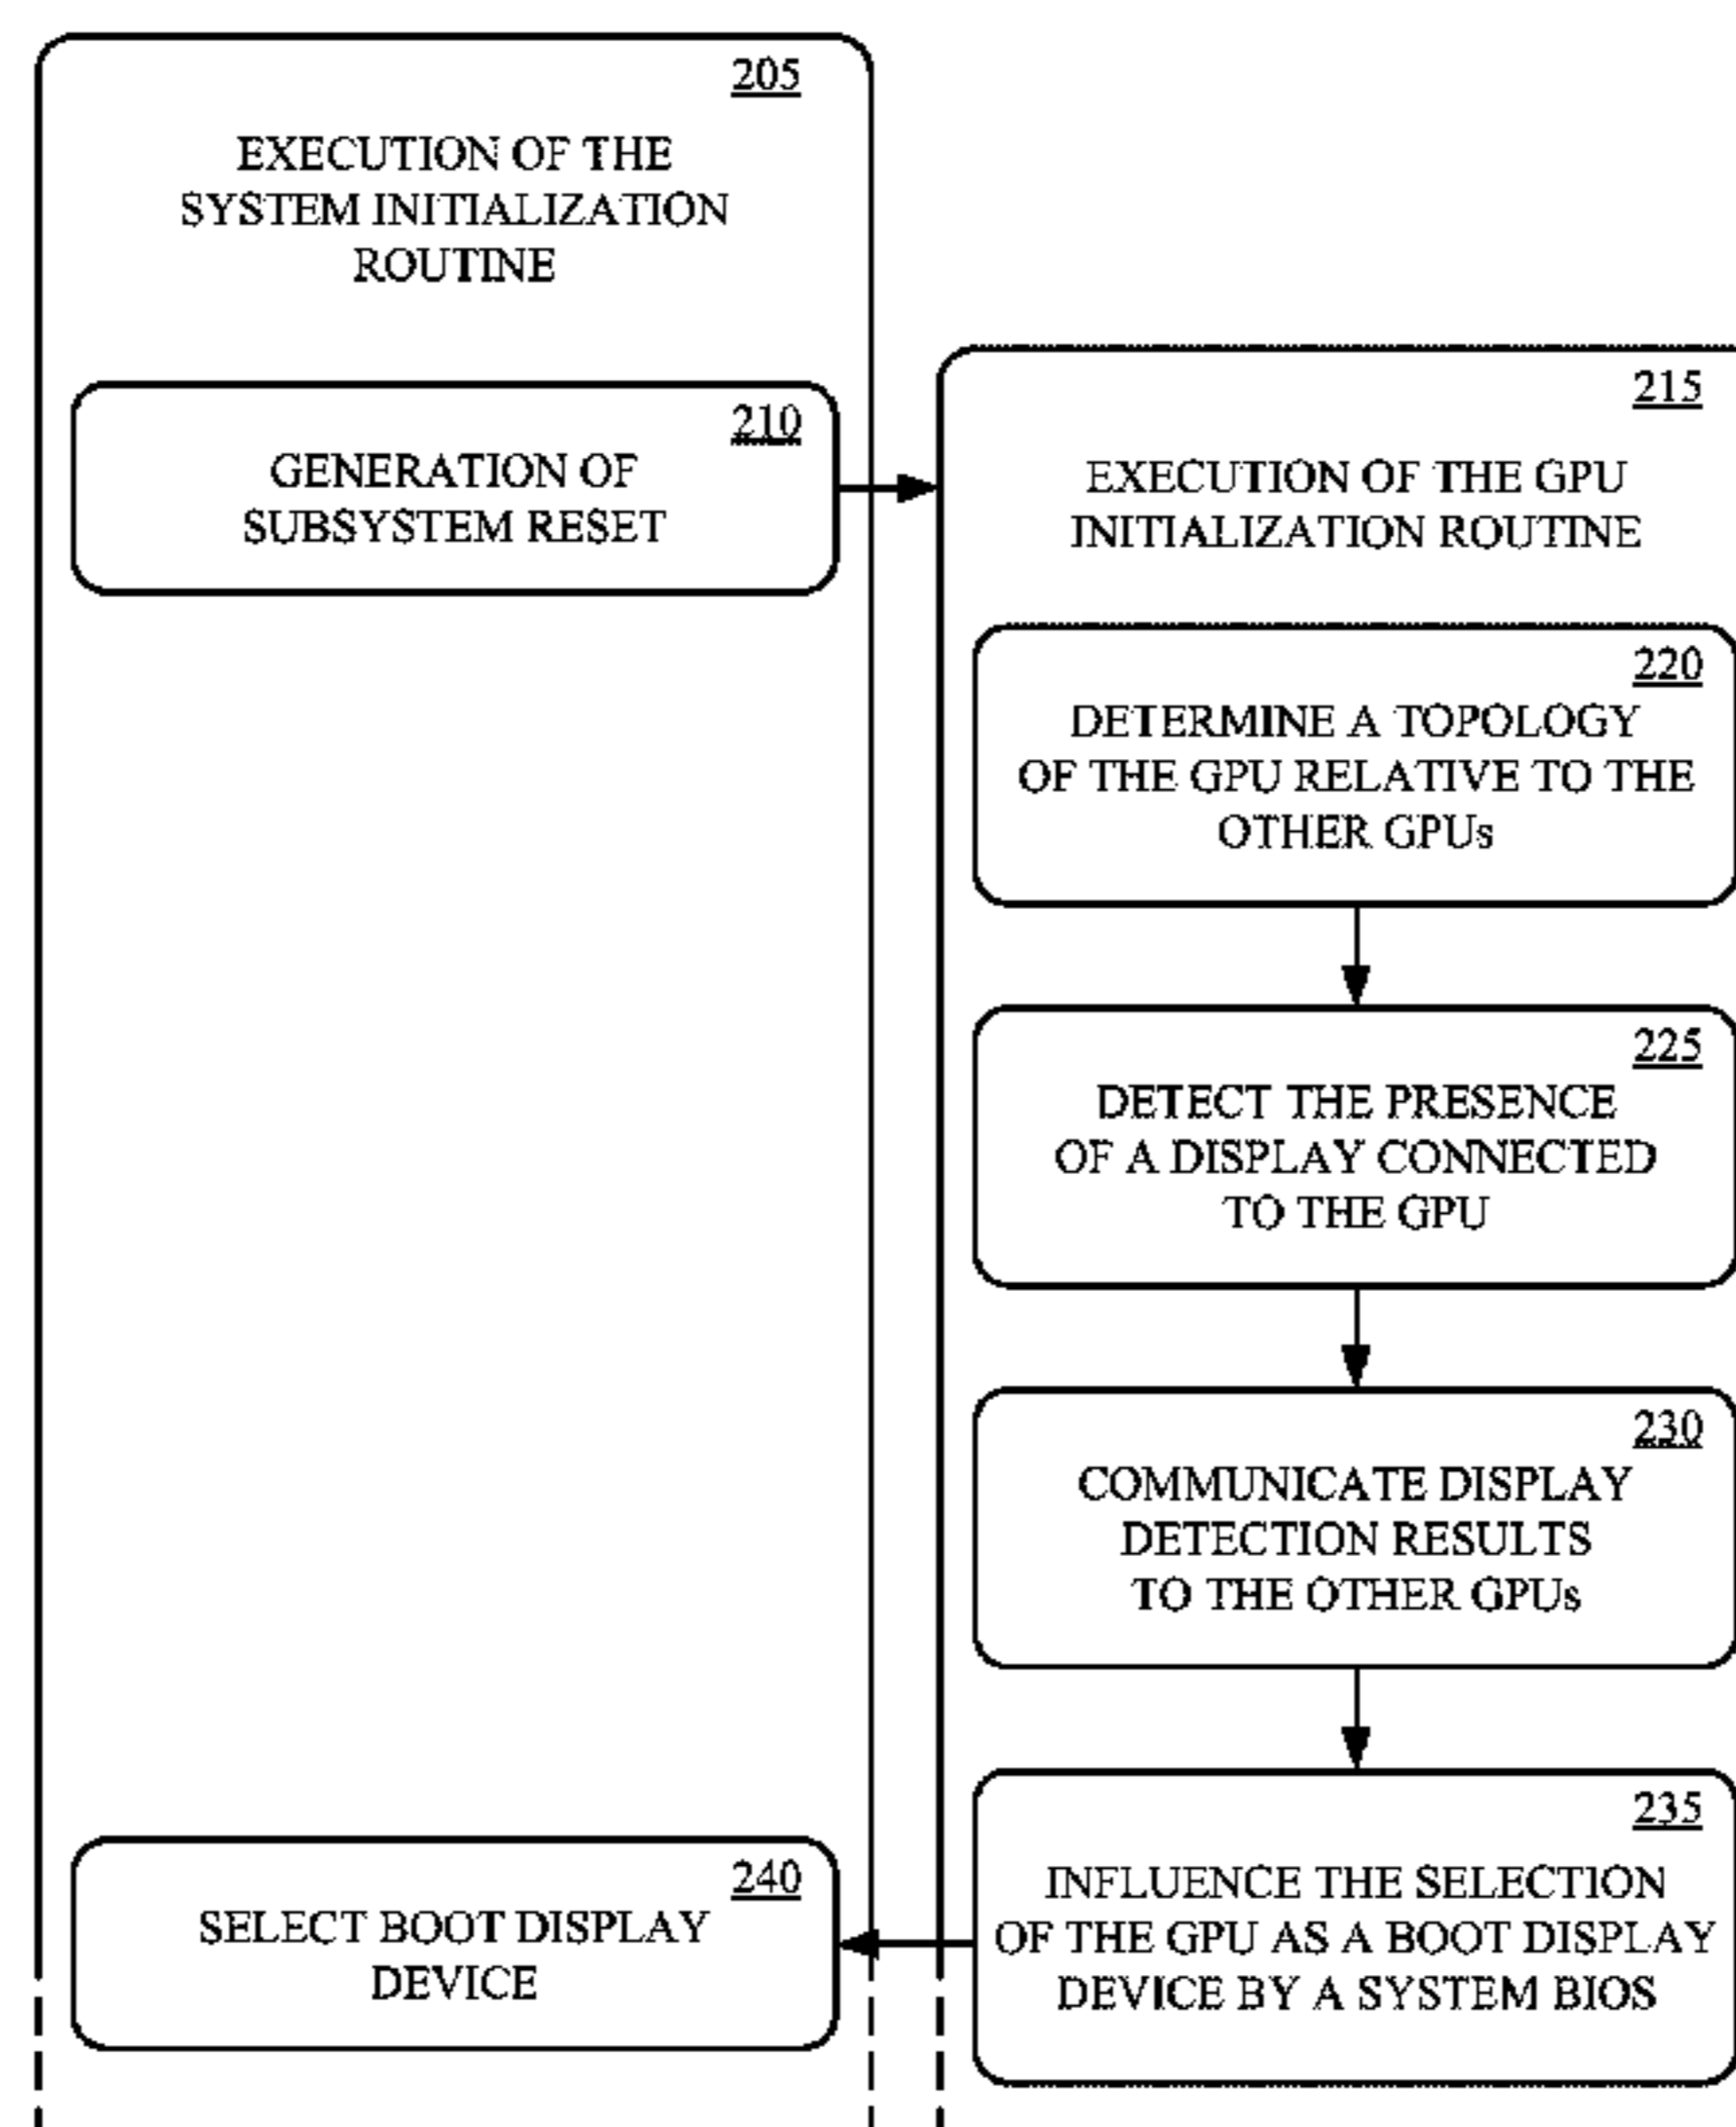 205
EXECUTION OF THE
SYSTEM INITIALIZATION
ROUTINE
210
GENERATION OF
SUBSYSTEM RESET
215
EXECUTION OF THE GPU
INITIALIZATION ROUTINE
220
DETERMINE A TOPOLOGY
OF THE GPU RELATIVE TO THE
OTHER GPUs
225
DETECT THE PRESENCE
OF A DISPLAY CONNECTED
TO THE GPU
230
COMMUNICATE DISPLAY
DETECTION RESULTS
TO THE OTHER GPUs
235
INFLUENCE THE SELECTION
OF THE GPU AS A BOOT DISPLAY
DEVICE BY A SYSTEM BIOS
240
SELECT BOOT DISPLAY
DEVICE